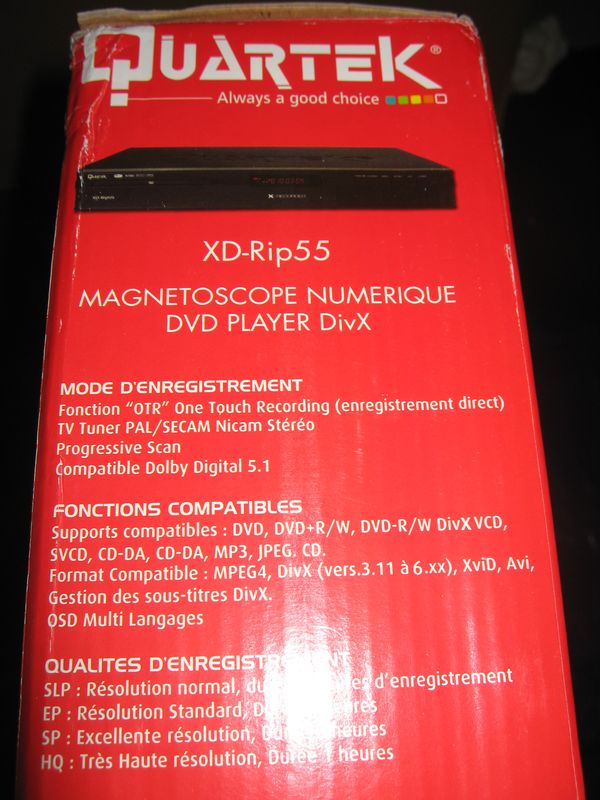 QUARTEK®
Always a good choice
QUARTEK
XD-Rip55
MAGNETOSCOPE NUMERIQUE
DVD PLAYER DivX
MODE D'ENREGISTREMENT
Fonction "OTR" One Touch Recording (enregistrement direct)
TV Tuner PAL/SECAM Nicam Stéréo
Progressive Scan
Compatible Dolby Digital 5.1
FONCTIONS COMPATIBLES
Supports compatibles : DVD, DVD+R/W, DVD-R/W DivX VCD,
SVCD, CD-DA, CD-DA, MP3, JPEG. CD.
Format Compatible : MPEG4, DivX (vers.3.11 à 6.xx), XviD, Avi,
Gestion des sous-titres DivX.
OSD Multi Langages
QUALITES D'ENREGISTREMENT
SLP : Résolution normal, d'enregistrement
EP : Résolution Standard, heures
SP : Excellente résolution, heures
HQ : Très Haute résolution, Durée 1 heures